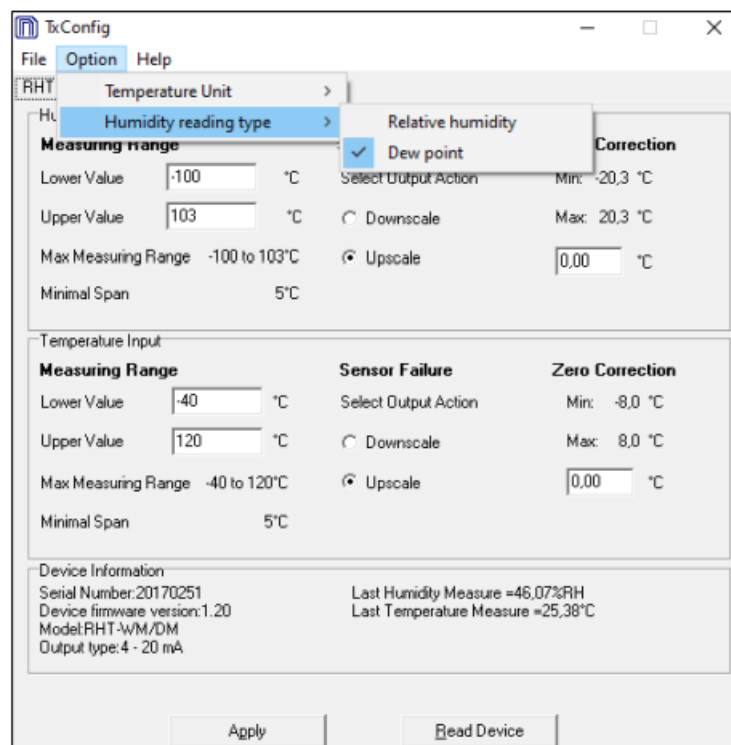 TxConfig
File Option Help
RHT
Temperature Unit >
Humidity reading type >
Relative humidity
✓ Dew point
Hu
Measuring Range
Correction
Lower Value -100 °C Select Output Action Min: -20,3 °C
Upper Value 103 °C Downscale Max: 20,3 °C
Max Measuring Range -100 to 103°C Upscale 0,00 °C
Minimal Span 5°C
Temperature Input
Measuring Range Sensor Failure Zero Correction
Lower Value -40 °C Select Output Action Min: -8,0 °C
Upper Value 120 °C Downscale Max: 8,0 °C
Max Measuring Range -40 to 120°C Upscale 0,00 °C
Minimal Span 5°C
Device Information
Serial Number:20170251 Last Humidity Measure =46,07%RH
Device firmware version:1.20 Last Temperature Measure =25,38°C
Model:RHT-WM/DM
Output type:4 - 20 mA
Apply Read Device